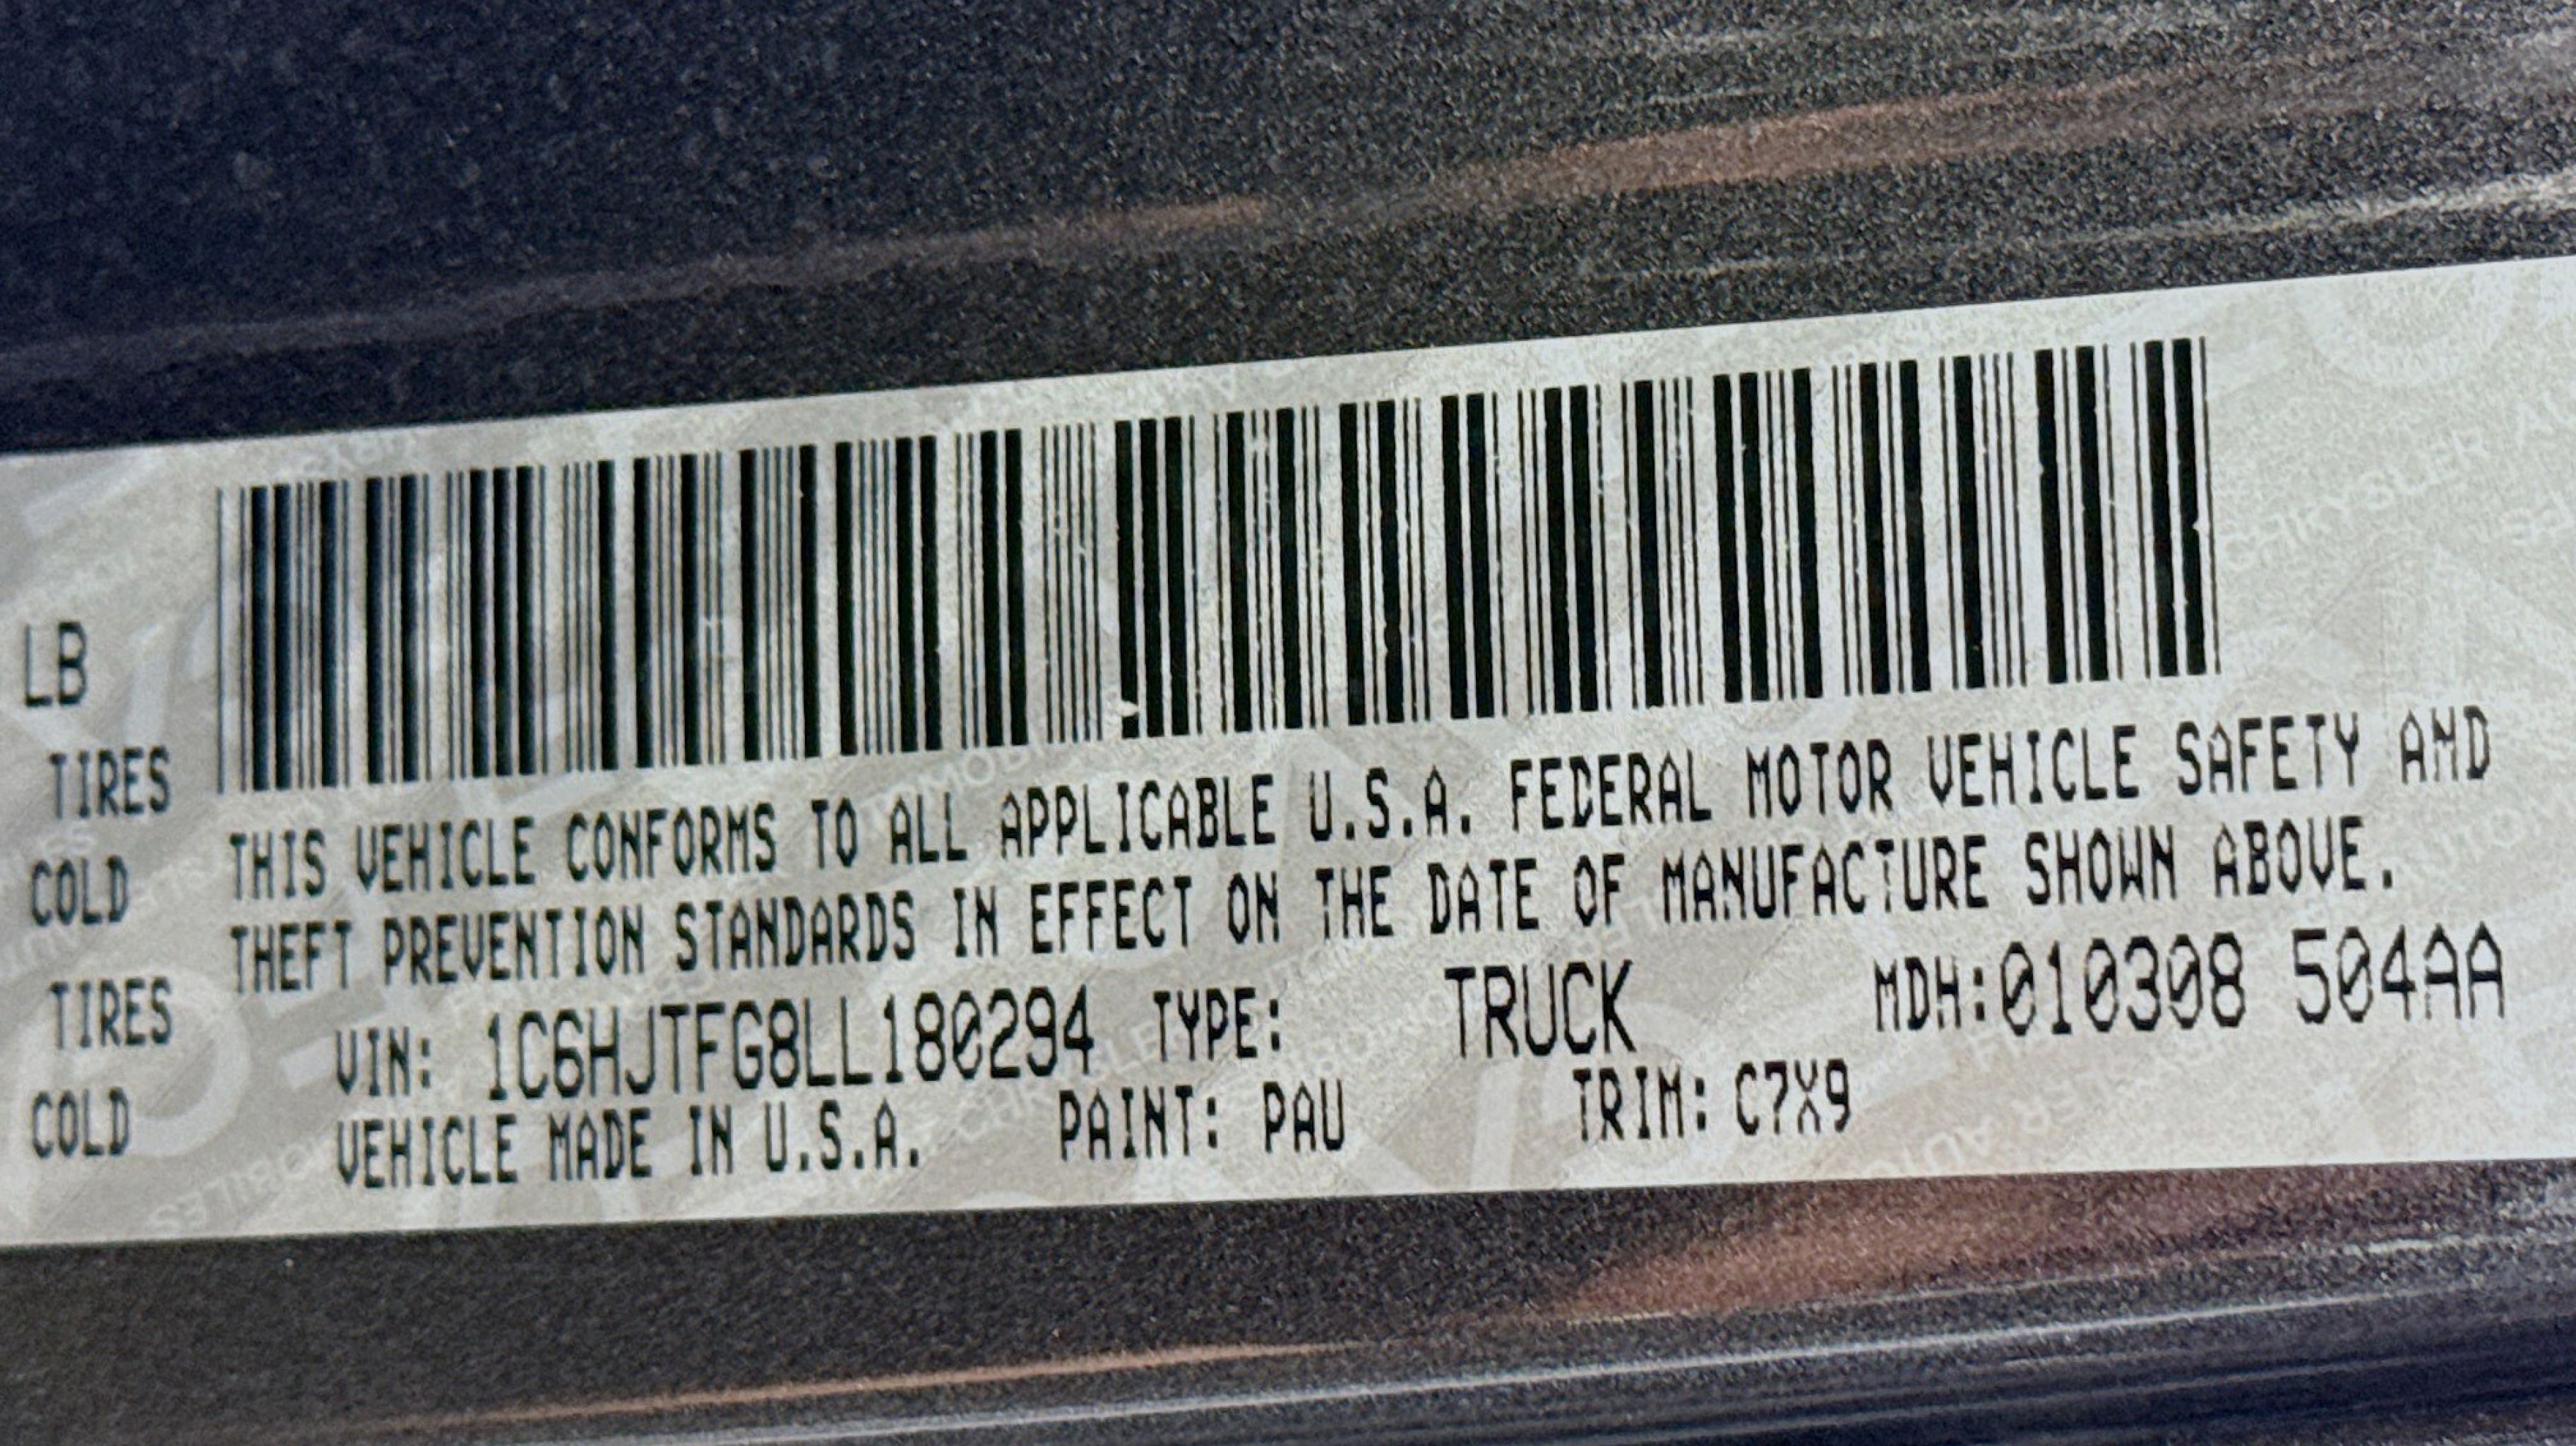 LB
TIRES
COLD
TIRES
COLD
THIS VEHICLE CONFORMS TO ALL APPLICABLE U.S.A. FEDERAL MOTOR VEHICLE SAFETY AND
THEFT PREVENTION STANDARDS IN EFFECT ON THE DATE OF MANUFACTURE SHOWN ABOVE.
VIN: 1C6HJTFG8LL180294 TYPE: TRUCK MDH:010308 504AA
VEHICLE MADE IN U.S.A. PAINT: PAU TRIM: C7X9
CHRYSLER